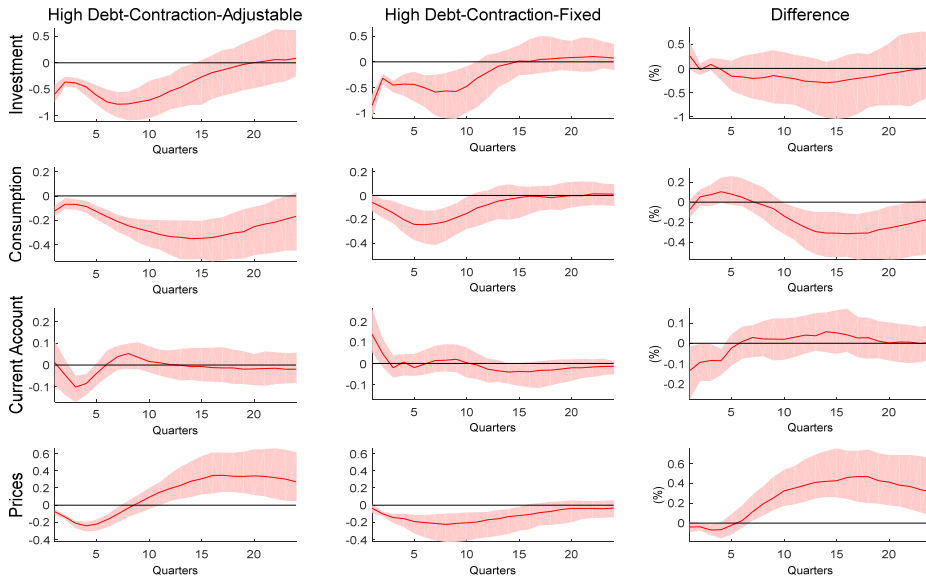 High Debt-Contraction-Adjustable High Debt-Contraction-Fixed Difference
Investment
0.5
0
-0.5
-1
5 10 15 20
Quarters
0.5
0
-0.5
-1
5 10 15 20
Quarters
(%)
0.5
0
-0.5
-1
5 10 15 20
Quarters
Consumption
0.2
0
-0.2
-0.4
5 10 15 20
Quarters
0.2
0
-0.2
-0.4
5 10 15 20
Quarters
(%)
0.2
0
-0.2
-0.4
5 10 15 20
Quarters
Current Account
0.2
0.1
0
-0.1
5 10 15 20
Quarters
0.2
0.1
0
-0.1
5 10 15 20
Quarters
(%)
0.1
0
-0.1
-0.2
5 10 15 20
Quarters
Prices
0.6
0.4
0.2
0
-0.2
-0.4
5 10 15 20
Quarters
0.6
0.4
0.2
0
-0.2
-0.4
5 10 15 20
Quarters
(%)
0.6
0.4
0.2
0
5 10 15 20
Quarters